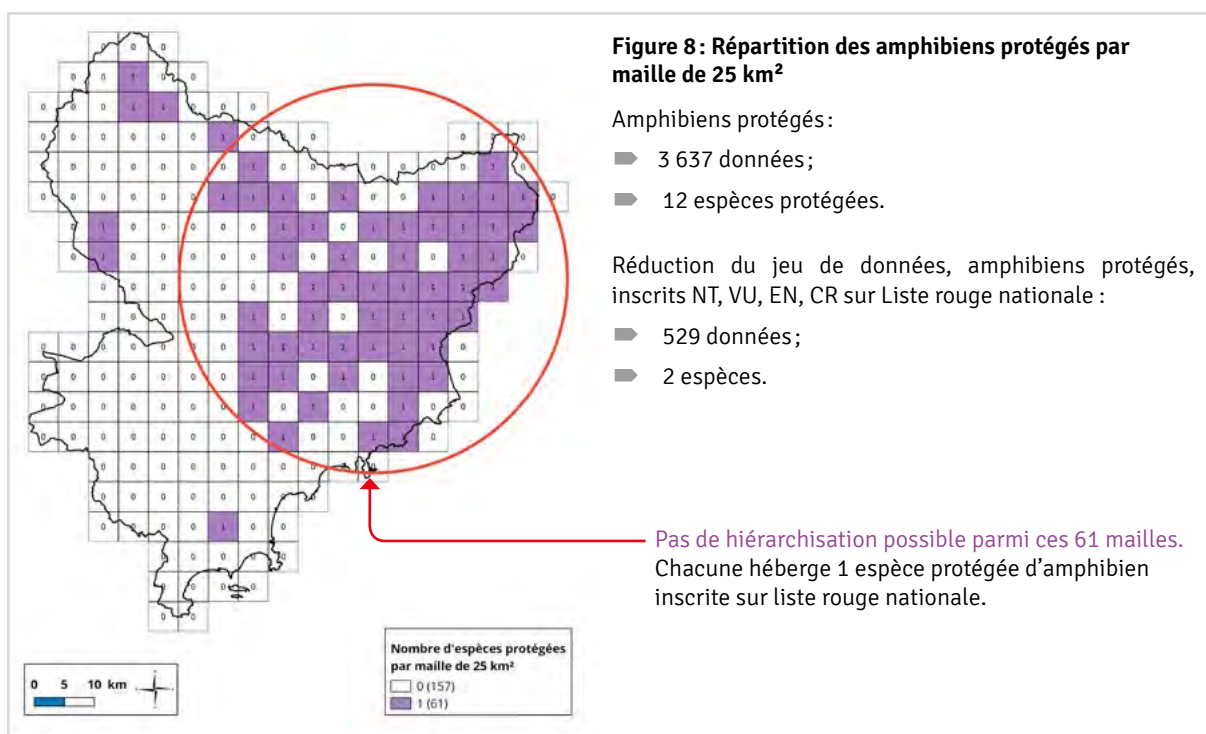 Figure 8 : Répartition des amphibiens protégés par
maille de 25 km²
Amphibiens protégés :
3 637 données ;
12 espèces protégées.
Réduction du jeu de données, amphibiens protégés,
inscrits NT, VU, EN, CR sur Liste rouge nationale :
529 données ;
2 espèces.
Pas de hiérarchisation possible parmi ces 61 mailles.
Chacune héberge 1 espèce protégée d'amphibien
inscrite sur liste rouge nationale.
Nombre d'espèces protégées
par maille de 25 km²
0 (157)
1 (61)
0 5 10 km